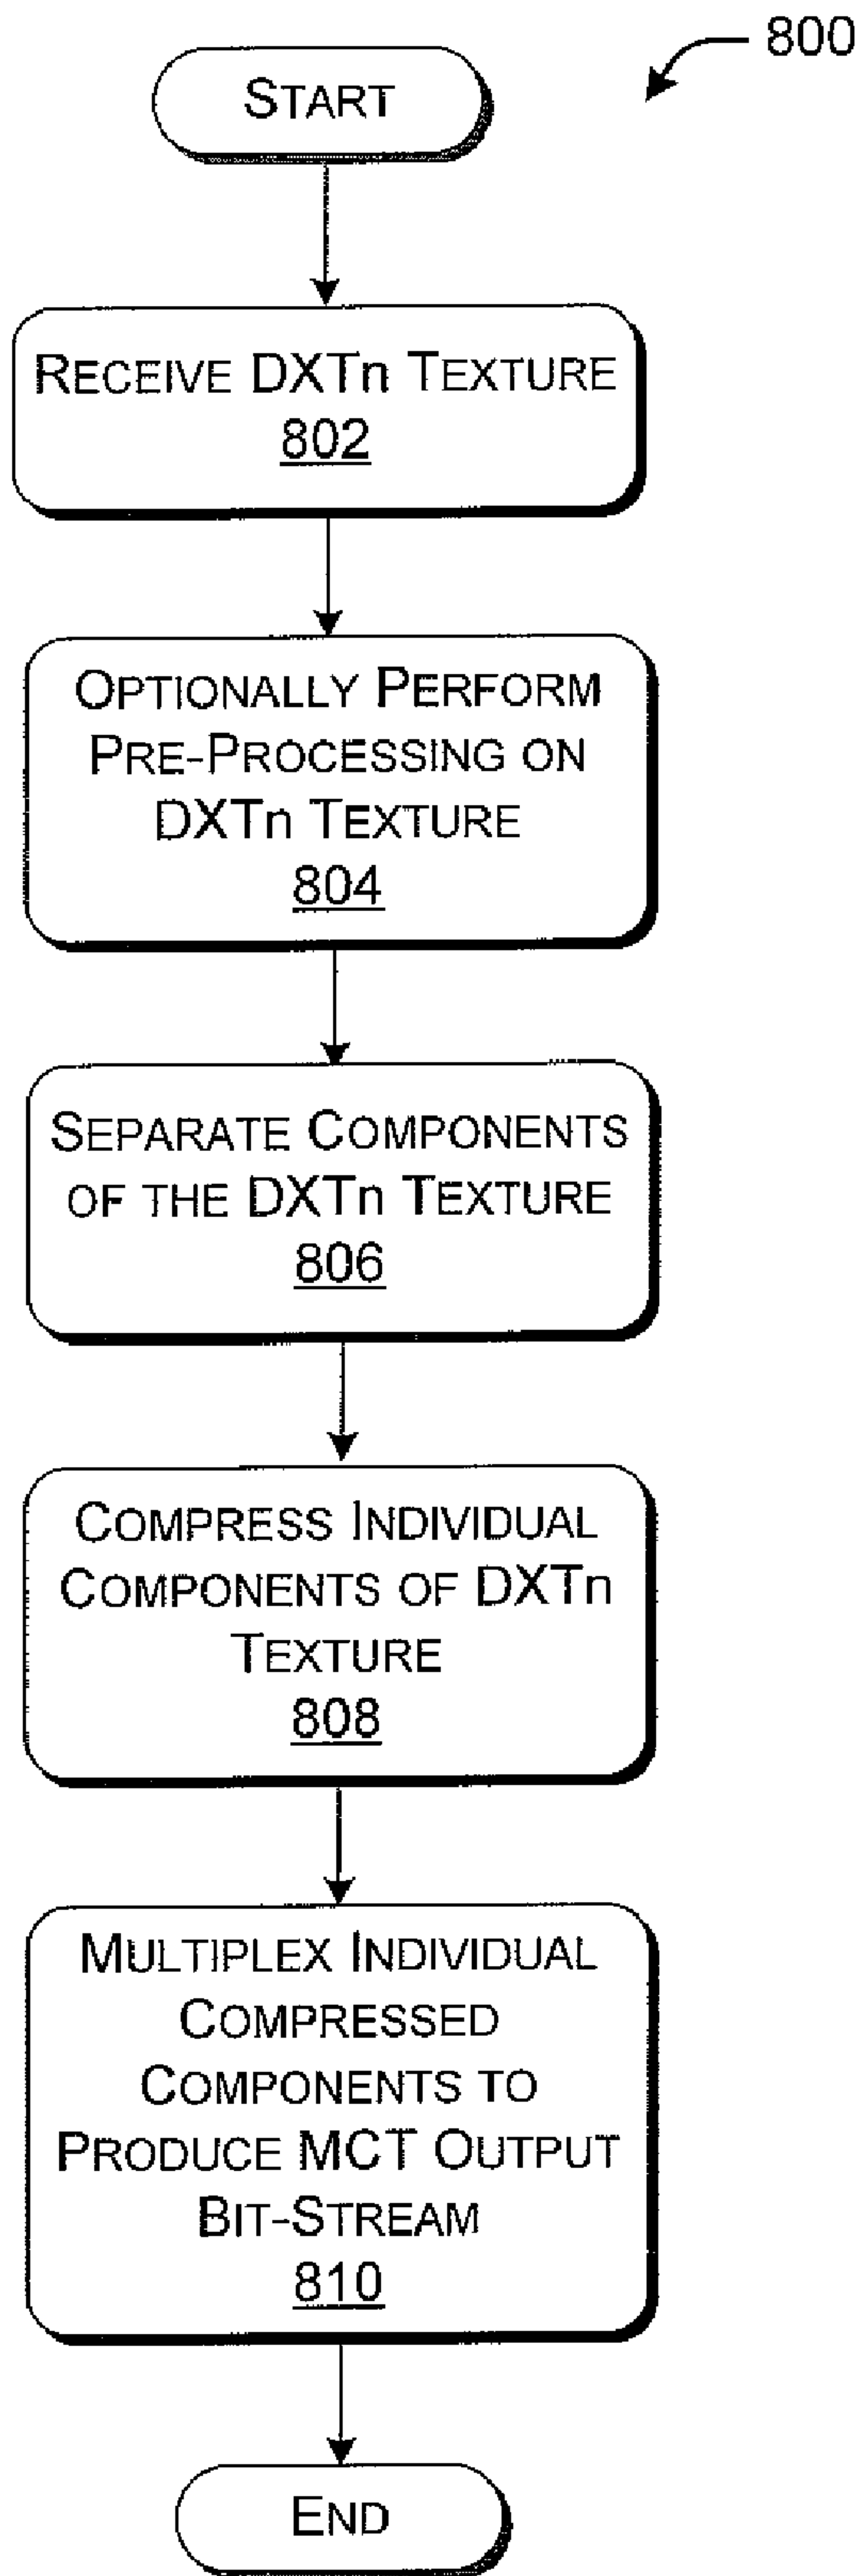 800
START
RECEIVE DXTn TEXTURE
802
OPTIONALLY PERFORM
PRE-PROCESSING ON
DXTn TEXTURE
804
SEPARATE COMPONENTS
OF THE DXTn TEXTURE
806
COMPRESS INDIVIDUAL
COMPONENTS OF DXTn
TEXTURE
808
MULTIPLEX INDIVIDUAL
COMPRESSED
COMPONENTS TO
PRODUCE MCT OUTPUT
BIT-STREAM
810
END